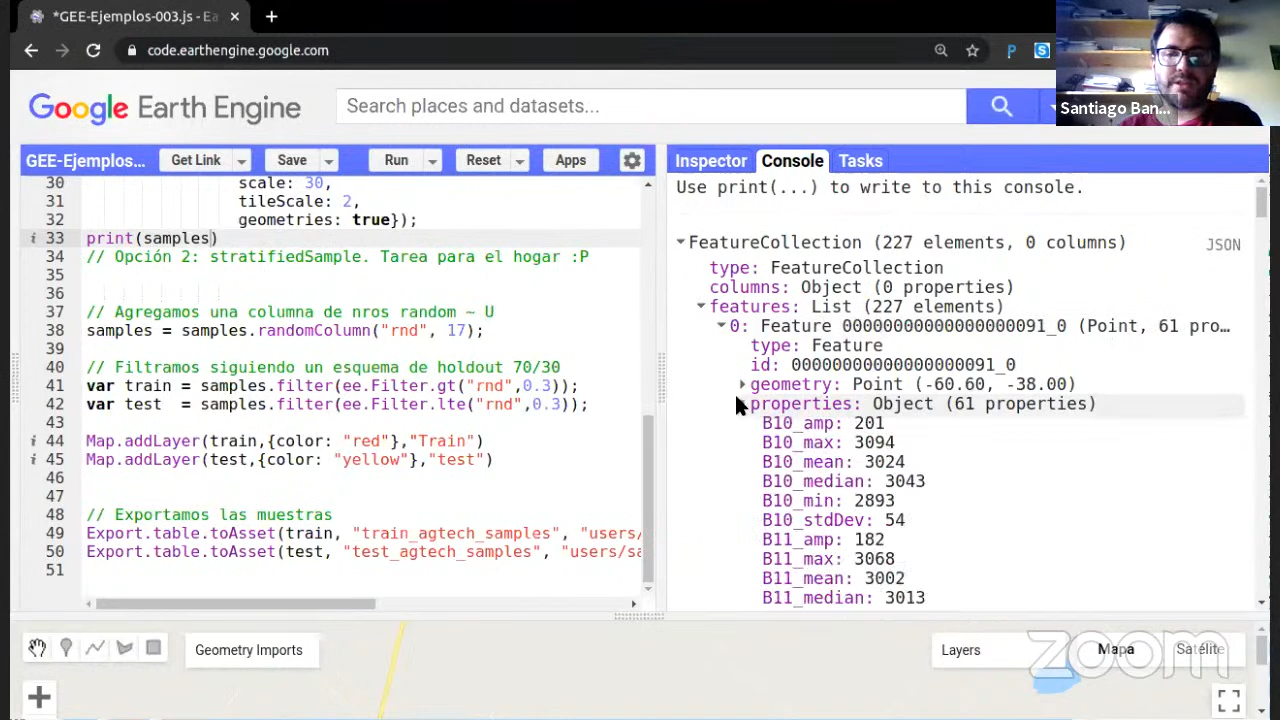 *GEE-Ejemplos-003.js - Ea
code.earthengine.google.com
P
S
Santiago Ban...
Google Earth Engine
Search places and datasets...
GEE-Ejemplos...
Get Link
Save
Run
Reset
Apps
Inspector
Console
Tasks
30 scale: 30,
31 tileScale: 2,
32 geometries: true});
i 33 print(samples)
34 // Opción 2: stratifiedSample. Tarea para el hogar :P
35
36
37 // Agregamos una columna de nros random ~ U
38 samples = samples.randomColumn("rnd", 17);
39
40 // Filtramos siguiendo un esquema de holdout 70/30
41 var train = samples.filter(ee.Filter.gt("rnd",0.3));
42 var test  = samples.filter(ee.Filter.lte("rnd",0.3));
43
i 44 Map.addLayer(train,{color: "red"},"Train")
i 45 Map.addLayer(test,{color: "yellow"},"test")
46
47
48 // Exportamos las muestras
49 Export.table.toAsset(train, "train_agtech_samples", "users/
50 Export.table.toAsset(test, "test_agtech_samples", "users/sa
51
Use print(...) to write to this console.
FeatureCollection (227 elements, 0 columns)
JSON
type: FeatureCollection
columns: Object (0 properties)
features: List (227 elements)
0: Feature 00000000000000000091_0 (Point, 61 pro...
type: Feature
id: 00000000000000000091_0
geometry: Point (-60.60, -38.00)
properties: Object (61 properties)
B10_amp: 201
B10_max: 3094
B10_mean: 3024
B10_median: 3043
B10_min: 2893
B10_stdDev: 54
B11_amp: 182
B11_max: 3068
B11_mean: 3002
B11_median: 3013
Geometry Imports
Layers
Mapa
Satélite
zoom